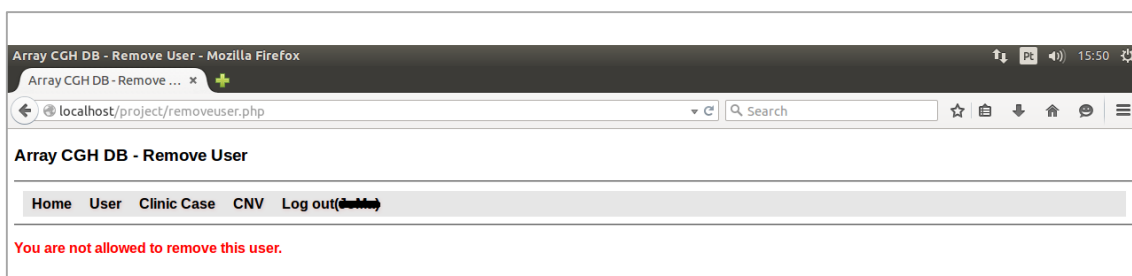 Array CGH DB - Remove User - Mozilla Firefox
Pt 15:50
Array CGH DB - Remove ...
localhost/project/removeuser.php Search
Array CGH DB - Remove User
Home User Clinic Case CNV Log out(
You are not allowed to remove this user.